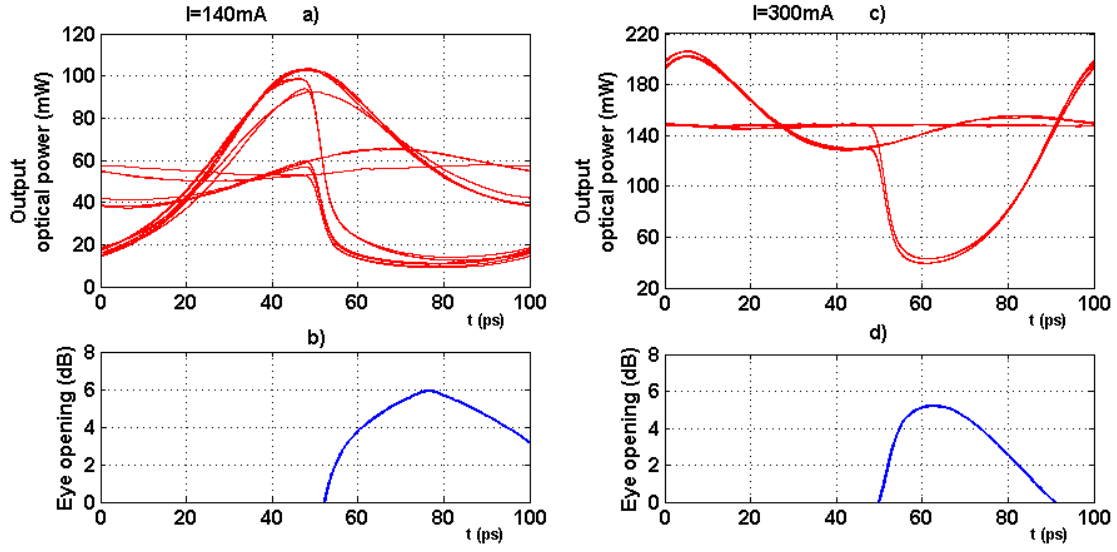 I=140mA a)
Output
optical power (mW)
120
100
80
60
40
20
0
0 20 40 60 80 100
t (ps)
I=300mA c)
Output
optical power (mW)
220
180
140
100
60
20
0 20 40 60 80 100
t (ps)
b)
Eye opening (dB)
8
6
4
2
0
0 20 40 60 80 100
t (ps)
d)
Eye opening (dB)
8
6
4
2
0
0 20 40 60 80 100
t (ps)